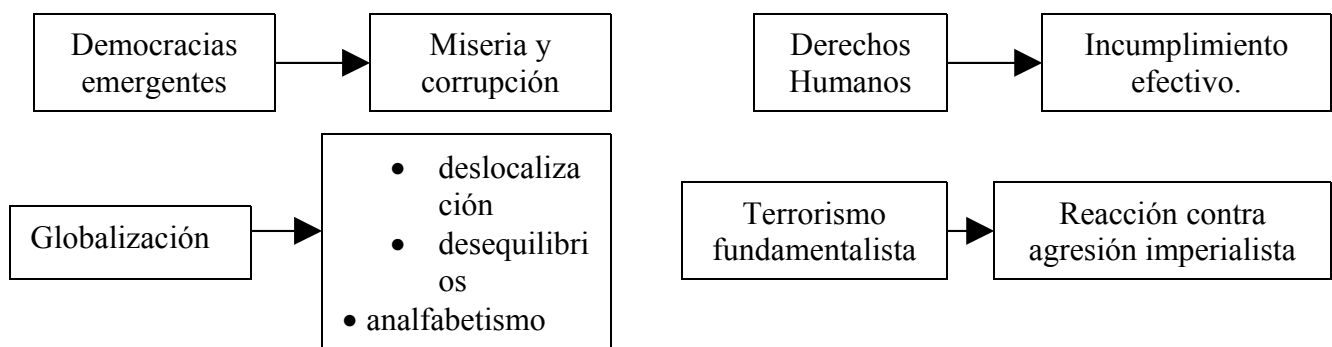 Democracias
emergentes
Miseria y
corrupción
Derechos
Humanos
Incumplimiento
efectivo.
Globalización
• deslocaliza
ción
• desequilibri
os
• analfabetismo
Terrorismo
fundamentalista
Reacción contra
agresión imperialista